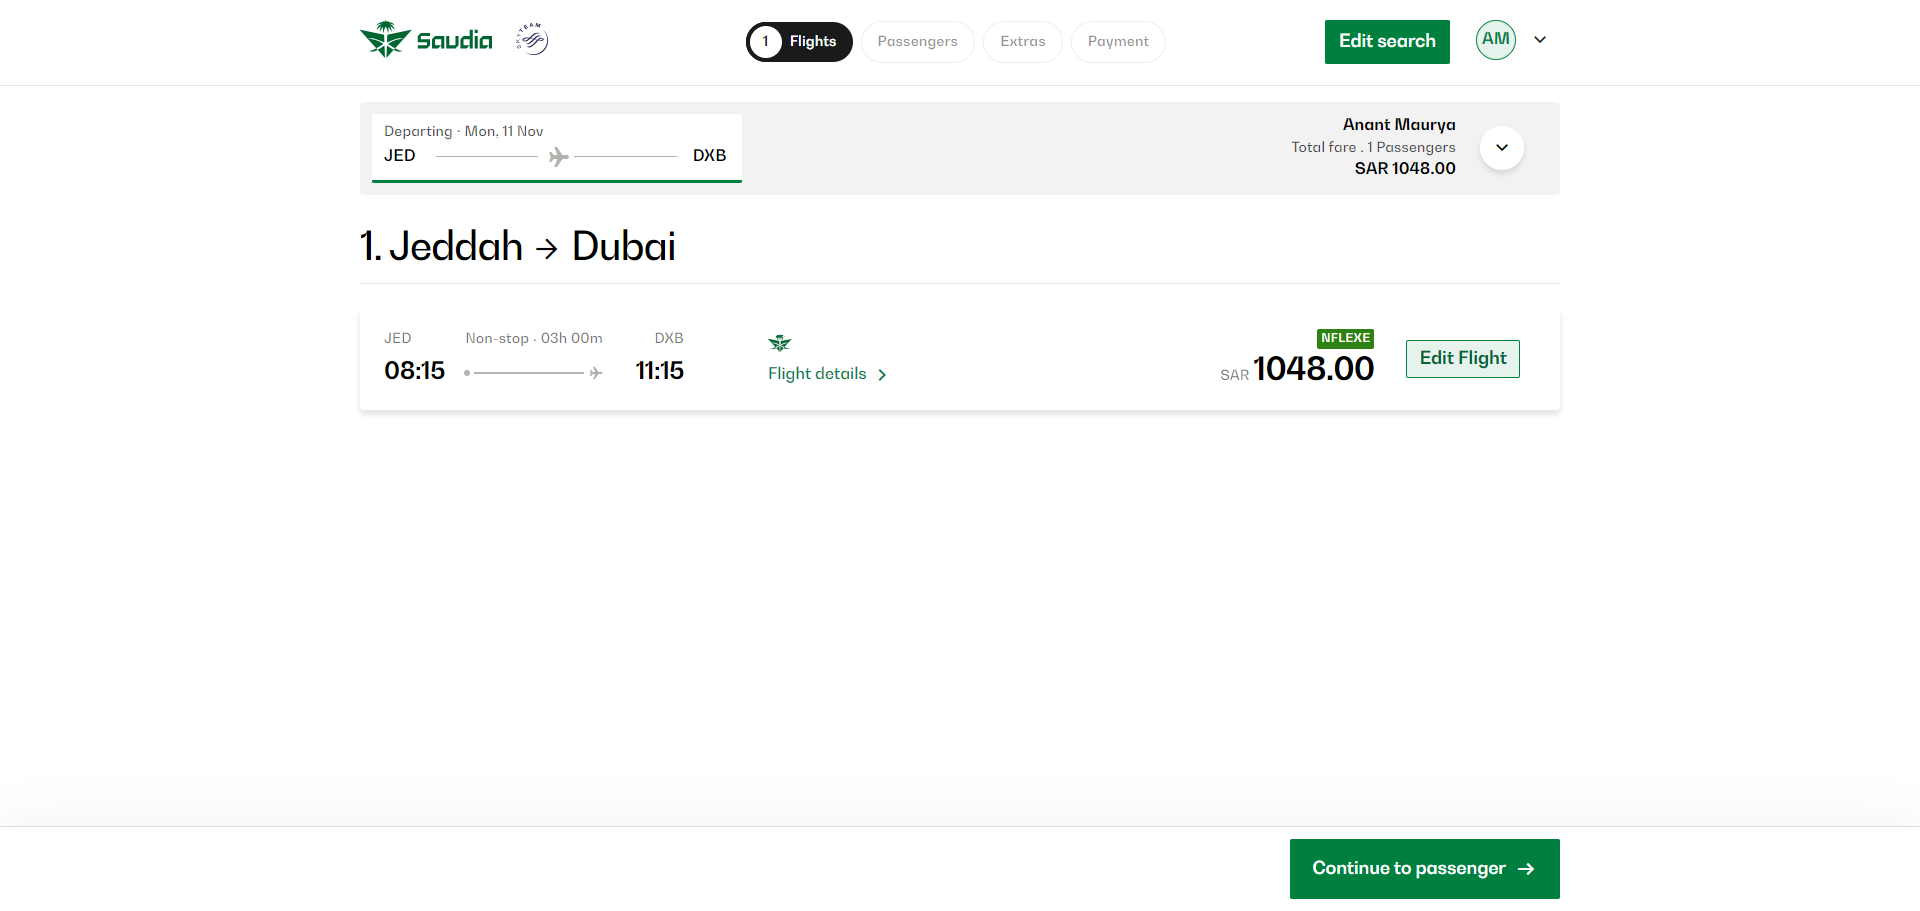 Saudia
SKYTEAM
1 Flights
Passengers
Extras
Payment
Edit search
AM
Departing · Mon, 11 Nov
JED
DXB
Anant Maurya
Total fare . 1 Passengers
SAR 1048.00
1. Jeddah → Dubai
JED
Non-stop · 03h 00m
DXB
08:15
11:15
Flight details
NFLEXE
SAR 1048.00
Edit Flight
Continue to passenger →